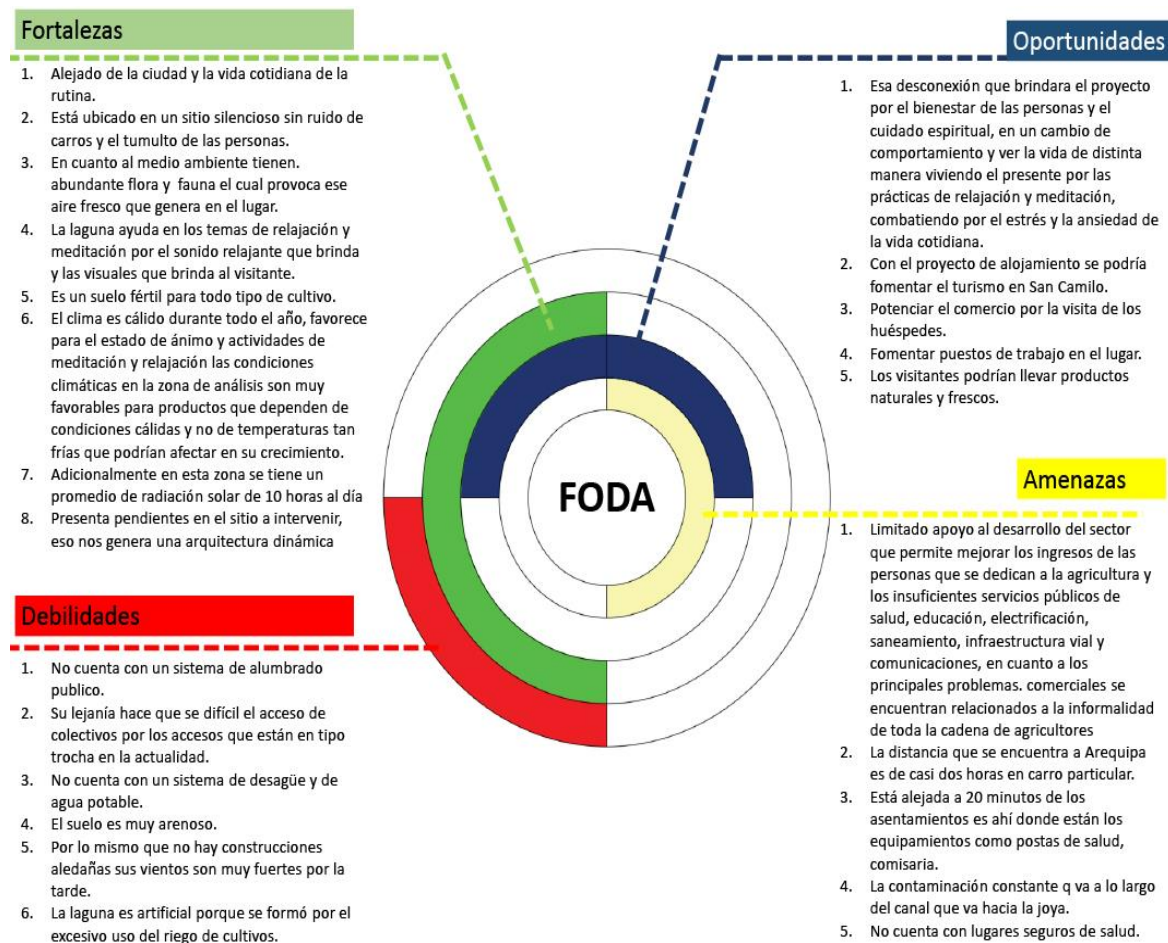 Fortalezas
1. Alejado de la ciudad y la vida cotidiana de la
rutina.
2. Está ubicado en un sitio silencioso sin ruido de
carros y el tumulto de las personas.
3. En cuanto al medio ambiente tienen.
abundante flora y fauna el cual provoca ese
aire fresco que genera en el lugar.
4. La laguna ayuda en los temas de relajación y
meditación por el sonido relajante que brinda
y las visuales que brinda al visitante.
5. Es un suelo fértil para todo tipo de cultivo.
6. El clima es cálido durante todo el año, favorece
para el estado de ánimo y actividades de
meditación y relajación las condiciones
climáticas en la zona de análisis son muy
favorables para productos que dependen de
condiciones cálidas y no de temperaturas tan
frías que podrían afectar en su crecimiento.
7. Adicionalmente en esta zona se tiene un
promedio de radiación solar de 10 horas al día
8. Presenta pendientes en el sitio a intervenir,
eso nos genera una arquitectura dinámica
Debilidades
1. No cuenta con un sistema de alumbrado
publico.
2. Su lejanía hace que se difícil el acceso de
colectivos por los accesos que están en tipo
trocha en la actualidad.
3. No cuenta con un sistema de desagüe y de
agua potable.
4. El suelo es muy arenoso.
5. Por lo mismo que no hay construcciones
aledañas sus vientos son muy fuertes por la
tarde.
6. La laguna es artificial porque se formó por el
excesivo uso del riego de cultivos.
FODA
Oportunidades
1. Esa desconexión que brindara el proyecto
por el bienestar de las personas y el
cuidado espiritual, en un cambio de
comportamiento y ver la vida de distinta
manera viviendo el presente por las
prácticas de relajación y meditación,
combatiendo por el estrés y la ansiedad de
la vida cotidiana.
2. Con el proyecto de alojamiento se podría
fomentar el turismo en San Camilo.
3. Potenciar el comercio por la visita de los
huéspedes.
4. Fomentar puestos de trabajo en el lugar.
5. Los visitantes podrían llevar productos
naturales y frescos.
Amenazas
1. Limitado apoyo al desarrollo del sector
que permite mejorar los ingresos de las
personas que se dedican a la agricultura y
los insuficientes servicios públicos de
salud, educación, electrificación,
saneamiento, infraestructura vial y
comunicaciones, en cuanto a los
principales problemas. comerciales se
encuentran relacionados a la informalidad
de toda la cadena de agricultores
2. La distancia que se encuentra a Arequipa
es de casi dos horas en carro particular.
3. Está alejada a 20 minutos de los
asentamientos es ahí donde están los
equipamientos como postas de salud,
comisaria.
4. La contaminación constante q va a lo largo
del canal que va hacia la joya.
5. No cuenta con lugares seguros de salud.